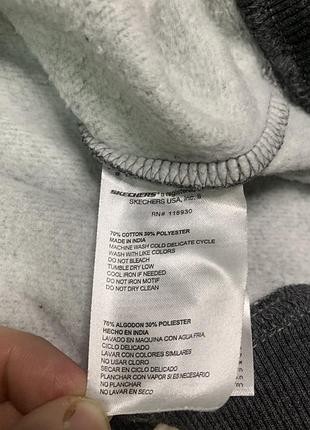 SKECHERS a registered
SKECHERS USA, Inc. II
RN# 118930
70% COTTON 30% POLYESTER
MADE IN INDIA
MACHINE WASH COLD DELICATE CYCLE
WASH WITH LIKE COLORS
DO NOT BLEACH
TUMBLE DRY LOW
COOL IRON IF NEEDED
DO NOT IRON MOTIF
DO NOT DRY CLEAN
70% ALGODON 30% POLIESTER
HECHO EN INDIA
LAVADO EN MAQUINA CON AGUA FRIA,
CICLO DELICADO
LAVAR CON COLORES SIMILARES
NO USAR CLORO
SECAR EN CICLO DELICADO
PLANCHAR CON VAPOR SI ES NECESARIO
NO PLANCHAR
NO LAVAR EN SECO